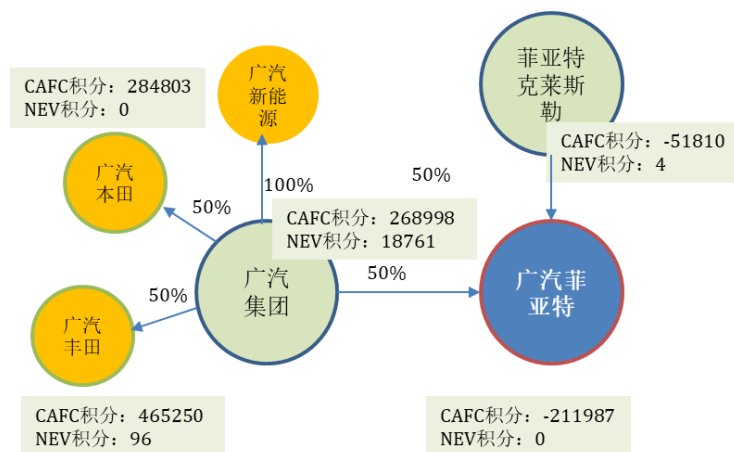 广汽
新能
源
菲亚特
克莱斯
勒
CAFC积分：284803
NEV积分：0
CAFC积分：-51810
NEV积分：4
广汽
本田
50%
100%
50%
CAFC积分：268998
NEV积分：18761
50%
广汽
集团
广汽菲
亚特
50%
广汽
丰田
CAFC积分：465250
NEV积分：96
CAFC积分：-211987
NEV积分：0